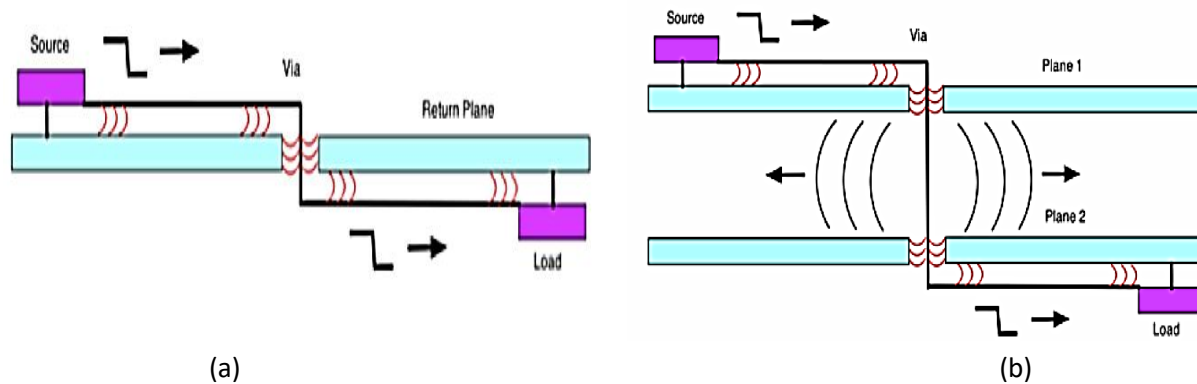 Source
Via
Return Plane
Load
(a)
Source
Via
Plane 1
Plane 2
Load
(b)